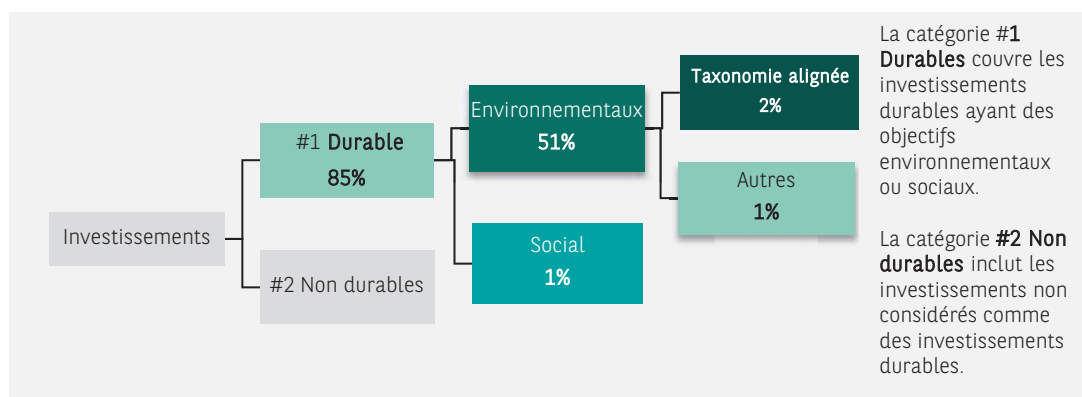 Investissements
#1 Durable
85%
#2 Non durables
Environnementaux
51%
Social
1%
Taxonomie alignée
2%
Autres
1%
La catégorie #1
Durables couvre les
investissements
durables ayant des
objectifs
environnementaux
ou sociaux.
La catégorie #2 Non
durables inclut les
investissements non
considérés comme
des investissements
durables.